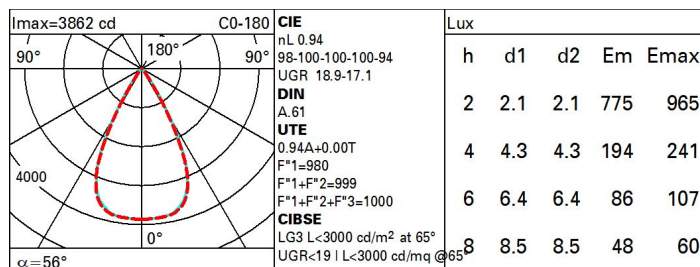 Imax=3862 cd C0-180
90° 180° 90°
4000
0°
α=56°
CIE
nL 0.94
98-100-100-100-94
UGR 18.9-17.1
DIN
A.61
UTE
0.94A+0.00T
F"1=980
F"1+F"2=999
F"1+F"2+F"3=1000
CIBSE
LG3 L<3000 cd/m² at 65°
UGR<19 | L<3000 cd/mq @65°
Lux
h d1 d2 Em Emax
2 2.1 2.1 775 965
4 4.3 4.3 194 241
6 6.4 6.4 86 107
8 8.5 8.5 48 60